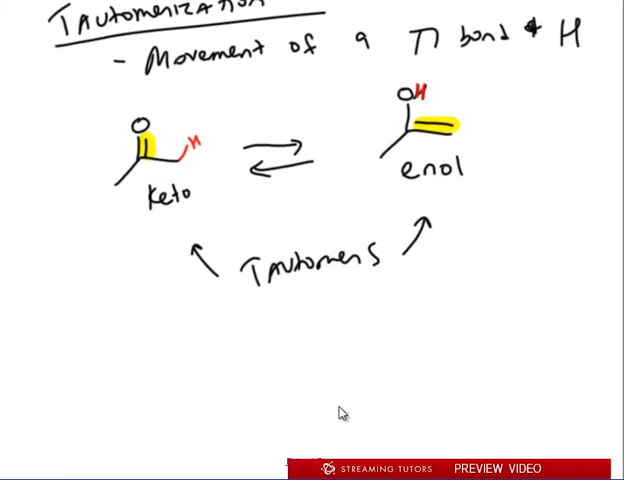 TAutomerizATion
- Movement of a π bond + H
O H
OH
Keto
enol
TAutomers
STREAMING TUTORS PREVIEW VIDEO